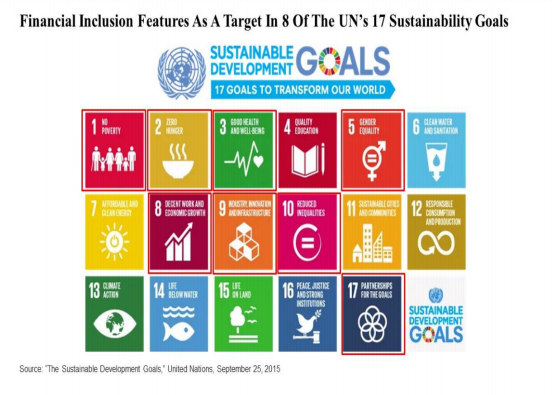 Financial Inclusion Features As A Target In 8 Of The UN's 17 Sustainability Goals
SUSTAINABLE
DEVELOPMENT GOALS
17 GOALS TO TRANSFORM OUR WORLD
1 NO
POVERTY
2 ZERO
HUNGER
3 GOOD HEALTH
AND WELL-BEING
4 QUALITY
EDUCATION
5 GENDER
EQUALITY
6 CLEAN WATER
AND SANITATION
7 AFFORDABLE AND
CLEAN ENERGY
8 DECENT WORK AND
ECONOMIC GROWTH
9 INDUSTRY, INNOVATION
AND INFRASTRUCTURE
10 REDUCED
INEQUALITIES
11 SUSTAINABLE CITIES
AND COMMUNITIES
12 RESPONSIBLE
CONSUMPTION
AND PRODUCTION
13 CLIMATE
ACTION
14 LIFE
BELOW WATER
15 LIFE
ON LAND
16 PEACE, JUSTICE
AND STRONG
INSTITUTIONS
17 PARTNERSHIPS
FOR THE GOALS
SUSTAINABLE
DEVELOPMENT
GOALS
Source: "The Sustainable Development Goals," United Nations, September 25, 2015